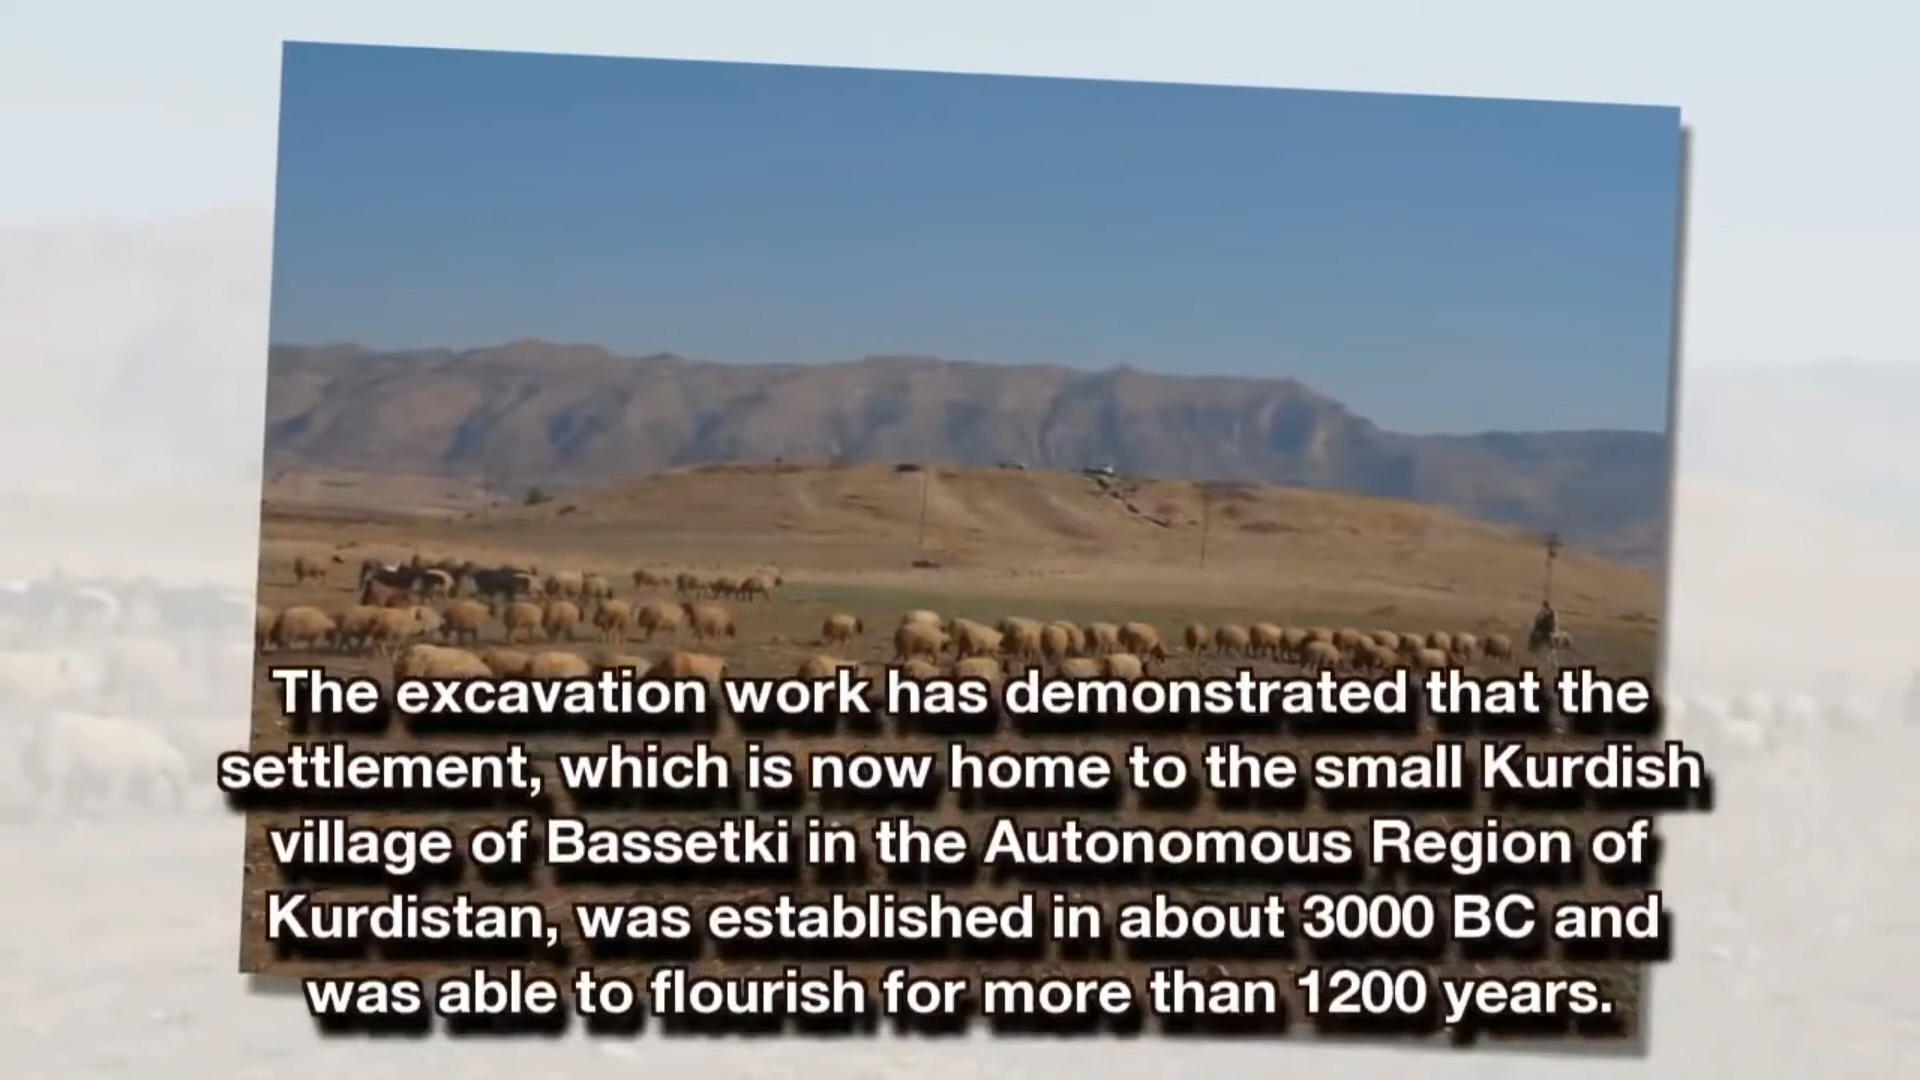 The excavation work has demonstrated that the
settlement, which is now home to the small Kurdish
village of Bassetki in the Autonomous Region of
Kurdistan, was established in about 3000 BC and
was able to flourish for more than 1200 years.